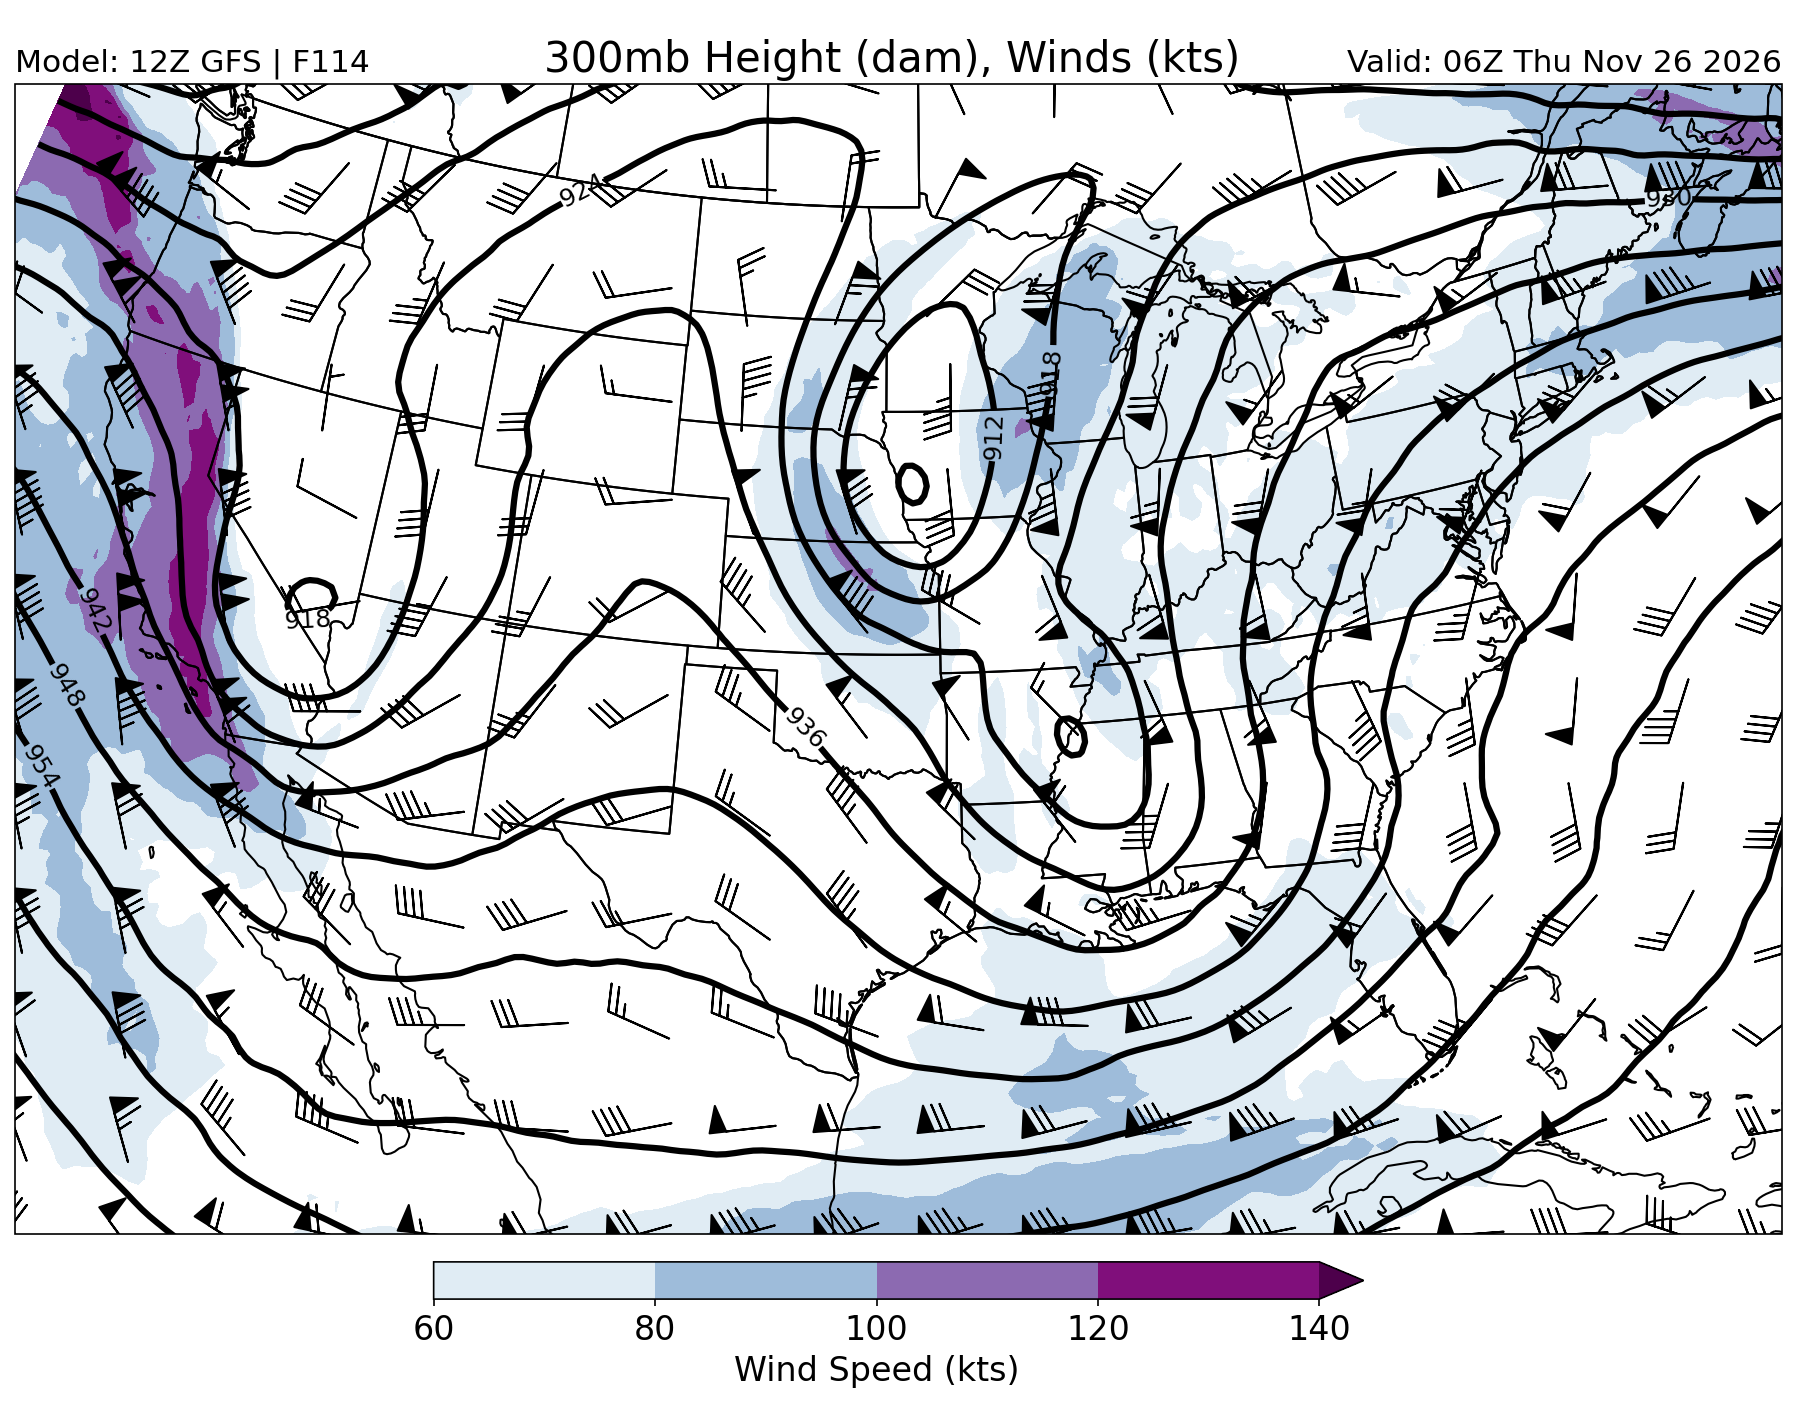 Model: 12Z GFS | F114
300mb Height (dam), Winds (kts)
Valid: 06Z Thu Nov 26 2026
924
930
918
912
942
918
948
936
954
60 80 100 120 140
Wind Speed (kts)